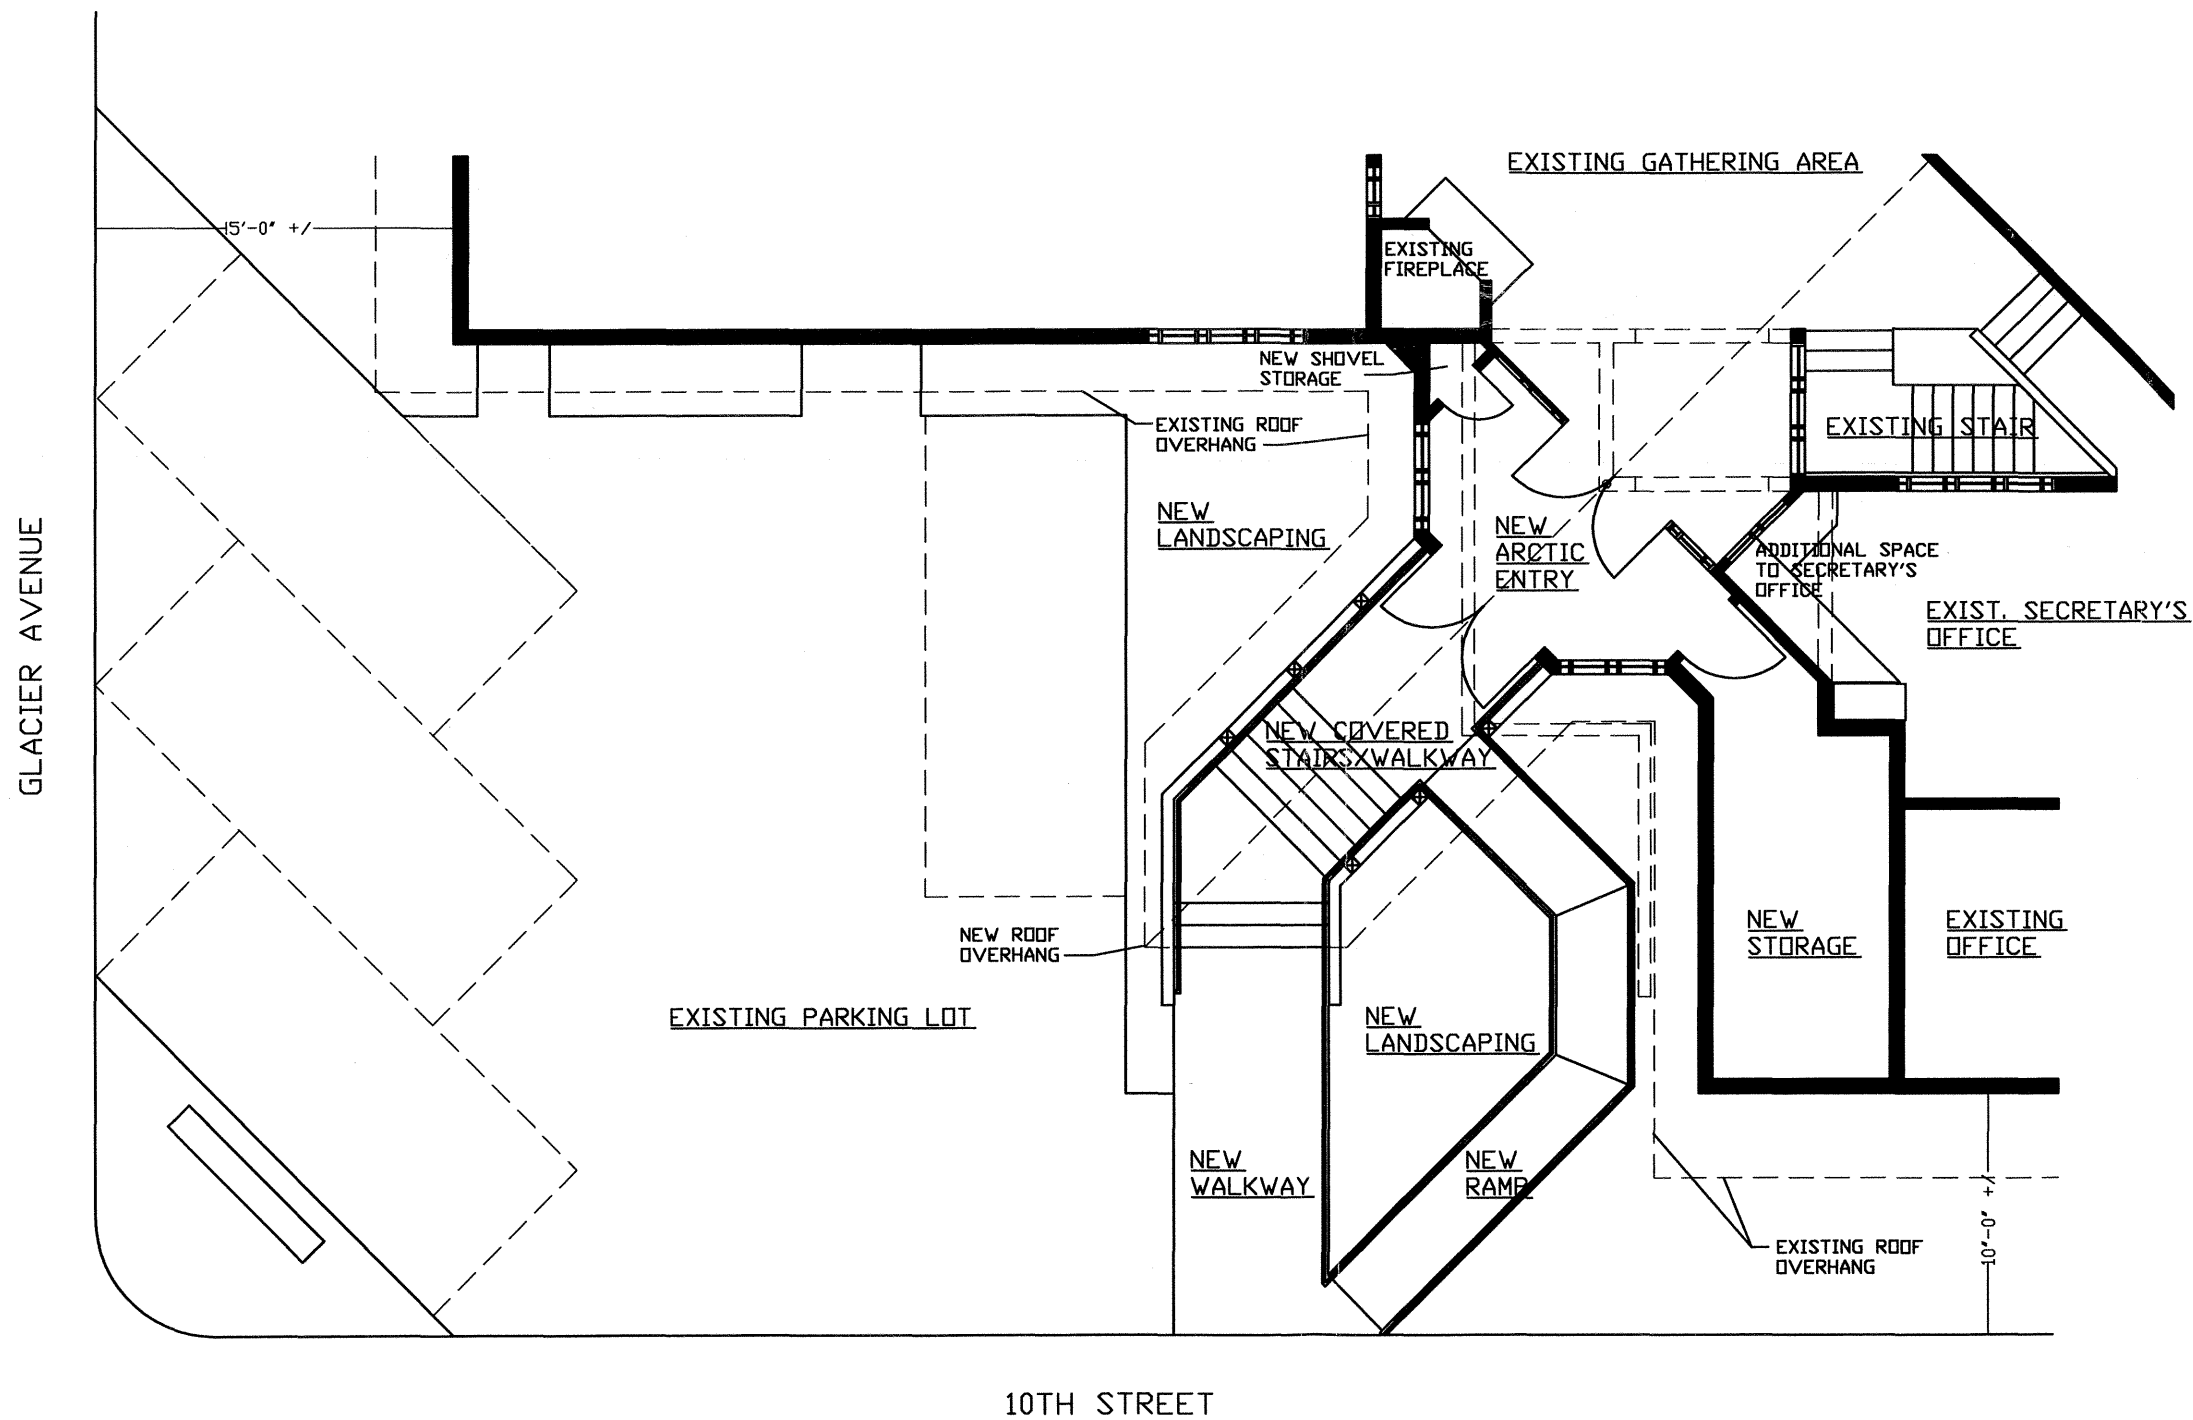 EXISTING GATHERING AREA
15'-0" +/-
EXISTING
FIREPLACE
NEW SHOVEL
STORAGE
EXISTING ROOF
OVERHANG
EXISTING STAIR
NEW
LANDSCAPING
NEW
ARCTIC
ENTRY
ADDITIONAL SPACE
TO SECRETARY'S
OFFICE
EXIST. SECRETARY'S
OFFICE
GLACIER AVENUE
NEW COVERED
STAIRS\WALKWAY
NEW ROOF
OVERHANG
NEW
STORAGE
EXISTING
OFFICE
EXISTING PARKING LOT
NEW
LANDSCAPING
NEW
WALKWAY
NEW
RAMP
10'-0" +/-
EXISTING ROOF
OVERHANG
10TH STREET